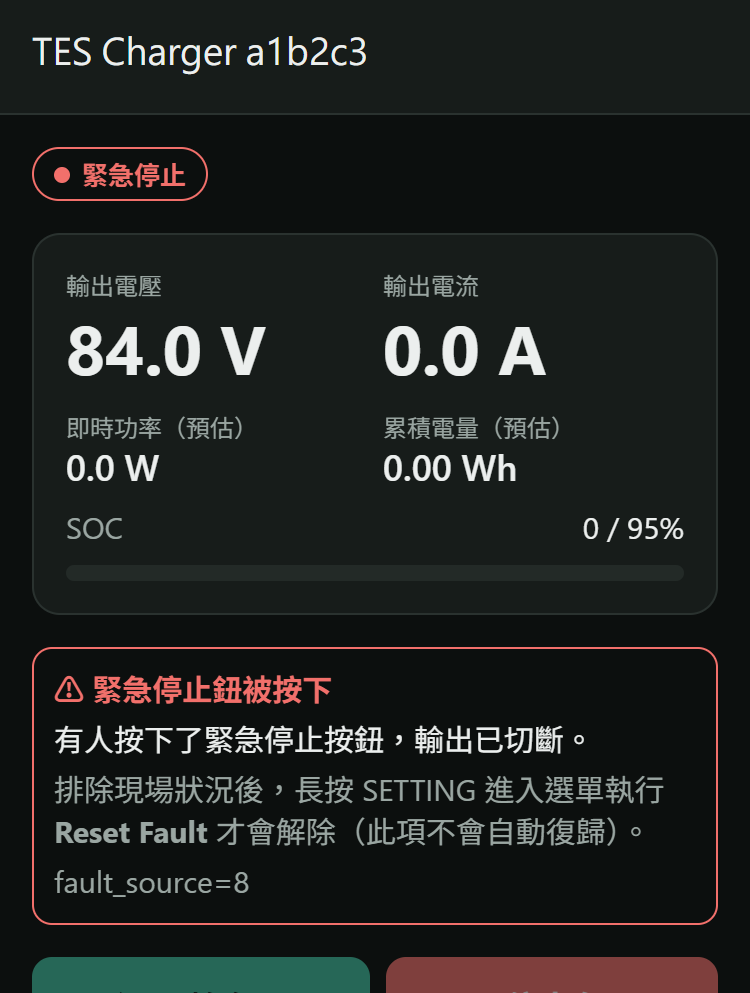 TES Charger a1b2c3
緊急停止
輸出電壓
輸出電流
84.0 V
0.0 A
即時功率（預估）
累積電量（預估）
0.0 W
0.00 Wh
SOC
0 / 95%
緊急停止鈕被按下
有人按下了緊急停止按鈕，輸出已切斷。
排除現場狀況後，長按 SETTING 進入選單執行
Reset Fault 才會解除（此項不會自動復歸）。
fault_source=8